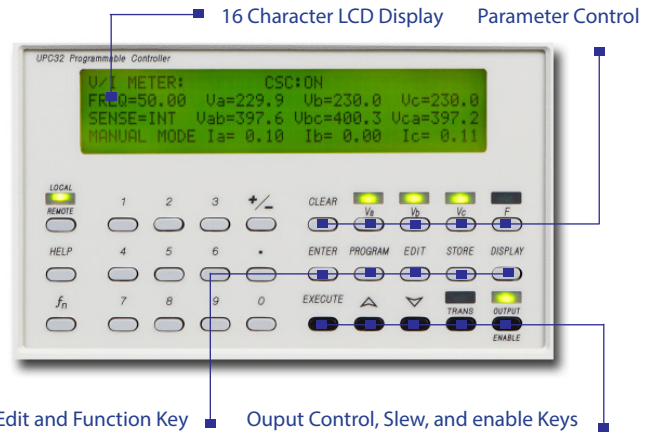 16 Character LCD Display Parameter Control
UPC32 Programmable Controller
V/I METER: CSC:ON
FREQ=50.00 Va=229.9 Vb=230.0 Vc=230.0
SENSE=INT Vab=397.6 Vbc=400.3 Vca=397.2
MANUAL MODE Ia= 0.10 Ib= 0.00 Ic= 0.11
LOCAL
REMOTE
1 2 3 +/- CLEAR Va Vb Vc F
HELP 4 5 6 . ENTER PROGRAM EDIT STORE DISPLAY
fn 7 8 9 0 EXECUTE TRANS OUTPUT
ENABLE
Edit and Function Key Ouput Control, Slew, and enable Keys